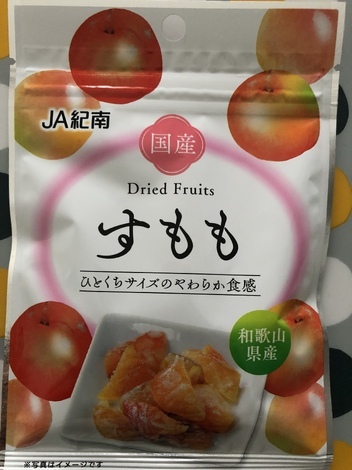 JA紀南
国産
Dried Fruits
すもも
ひとくちサイズのやわらか食感
和歌山
県産
※写真はイメージです